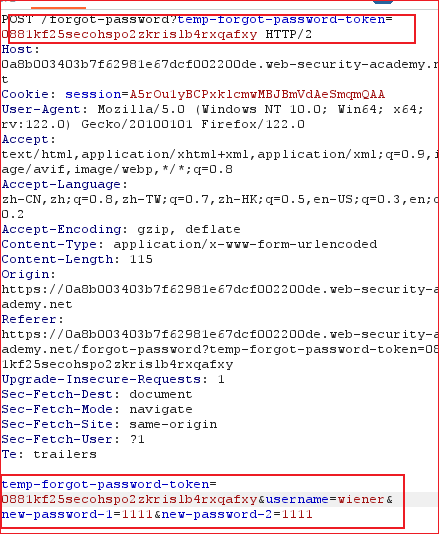 POST /forgot-password?temp-forgot-password-token=
0881kf25secohspo2zkrislb4rxqafxy HTTP/2
Host:
0a8b003403b7f62981e67dcf002200de.web-security-academy.ne
t
Cookie: session=A5rOu1yBCPxklcmwMBJBmVdAeSmqmQAA
User-Agent: Mozilla/5.0 (Windows NT 10.0; Win64; x64;
rv:122.0) Gecko/20100101 Firefox/122.0
Accept:
text/html,application/xhtml+xml,application/xml;q=0.9,i
age/avif,image/webp,*/*;q=0.8
Accept-Language:
zh-CN,zh;q=0.8,zh-TW;q=0.7,zh-HK;q=0.5,en-US;q=0.3,en;q
0.2
Accept-Encoding: gzip, deflate
Content-Type: application/x-www-form-urlencoded
Content-Length: 115
Origin:
https://0a8b003403b7f62981e67dcf002200de.web-security-a
ademy.net
Referer:
https://0a8b003403b7f62981e67dcf002200de.web-security-a
ademy.net/forgot-password?temp-forgot-password-token=08
1kf25secohspo2zkrislb4rxqafxy
Upgrade-Insecure-Requests: 1
Sec-Fetch-Dest: document
Sec-Fetch-Mode: navigate
Sec-Fetch-Site: same-origin
Sec-Fetch-User: ?1
Te: trailers
temp-forgot-password-token=
0881kf25secohspo2zkrislb4rxqafxy&username=wiener&
new-password-1=1111&new-password-2=1111